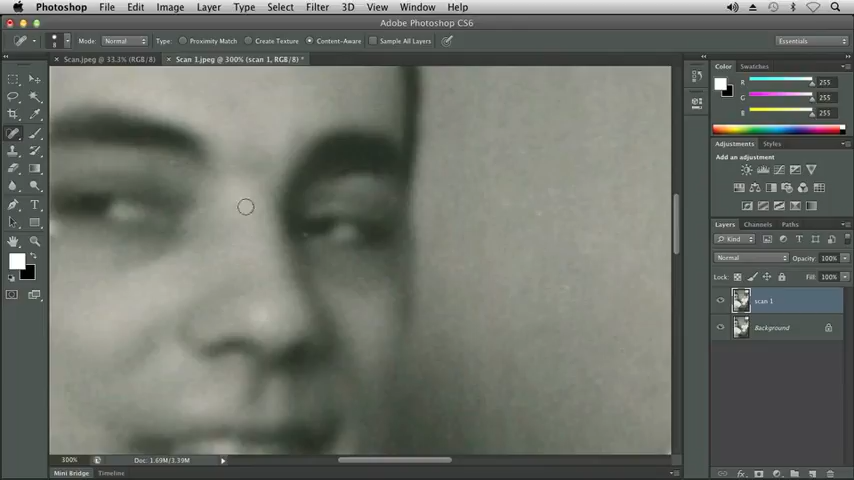 Photoshop File Edit Image Layer Type Select Filter 3D View Window Help
Adobe Photoshop CS6
8 Mode: Normal Type: Proximity Match Create Texture Content-Aware Sample All Layers Essentials
× Scan.jpeg @ 33.3% (RGB/8) × Scan 1.jpeg @ 300% (scan 1, RGB/8) *
Color Swatches
R 255
G 255
B 255
Adjustments Styles
Add an adjustment
Layers Channels Paths
Kind
Normal Opacity: 100%
Lock: Fill: 100%
scan 1
Background
300% Doc: 1.69M/3.39M
Mini Bridge Timeline